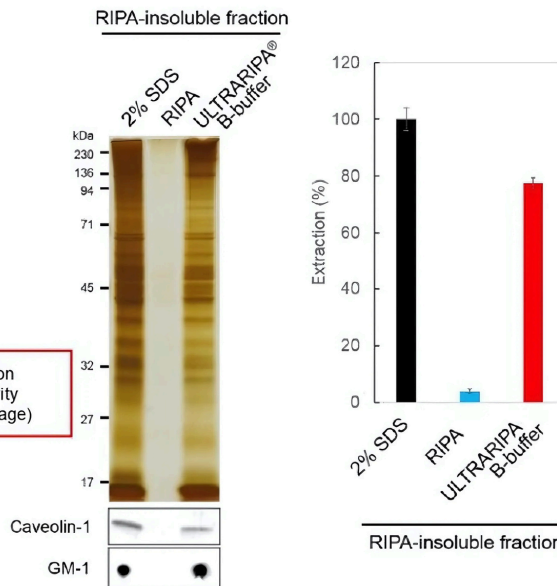 RIPA-insoluble fraction
2% SDS
RIPA
ULTRARIPA®
B-buffer
kDa
230
136
94
71
45
32
27
17
on
ity
age)
Caveolin-1
GM-1
120
100
80
60
40
20
0
Extraction (%)
2% SDS
RIPA
ULTRARIPA
B-buffer
RIPA-insoluble fraction